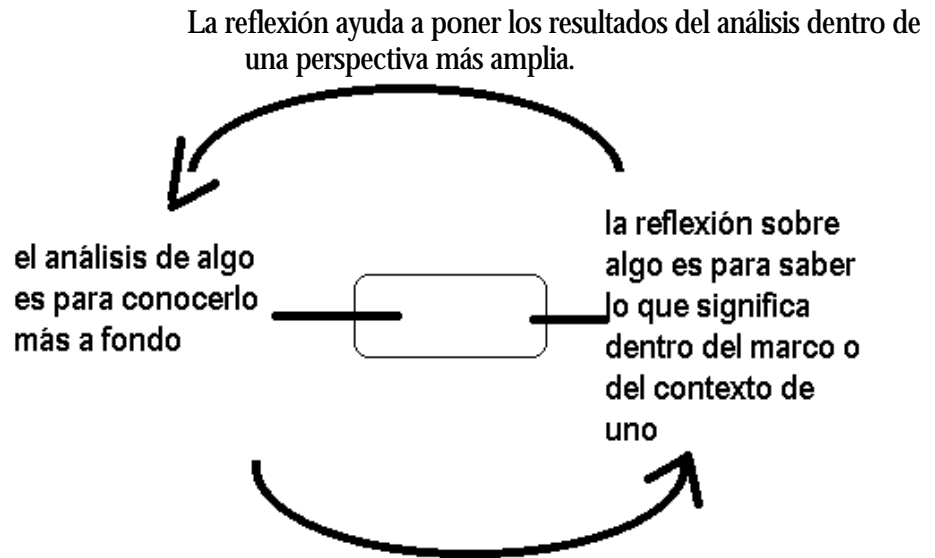 La reflexión ayuda a poner los resultados del análisis dentro de
una perspectiva más amplia.
el análisis de algo
es para conocerlo
más a fondo
la reflexión sobre
algo es para saber
lo que significa
dentro del marco o
del contexto de
uno